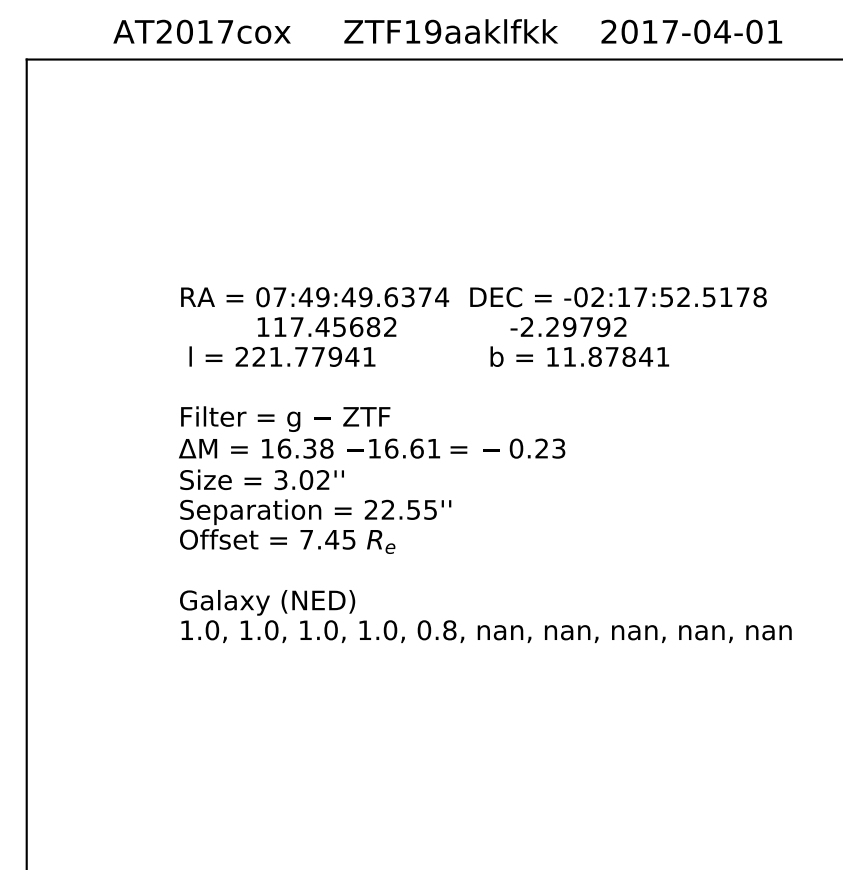 AT2017cox ZTF19aaklfkk 2017-04-01
RA = 07:49:49.6374 DEC = -02:17:52.5178
117.45682 -2.29792
l = 221.77941 b = 11.87841
Filter = g − ZTF
ΔM = 16.38 −16.61 = − 0.23
Size = 3.02''
Separation = 22.55''
Offset = 7.45 Re
Galaxy (NED)
1.0, 1.0, 1.0, 1.0, 0.8, nan, nan, nan, nan, nan